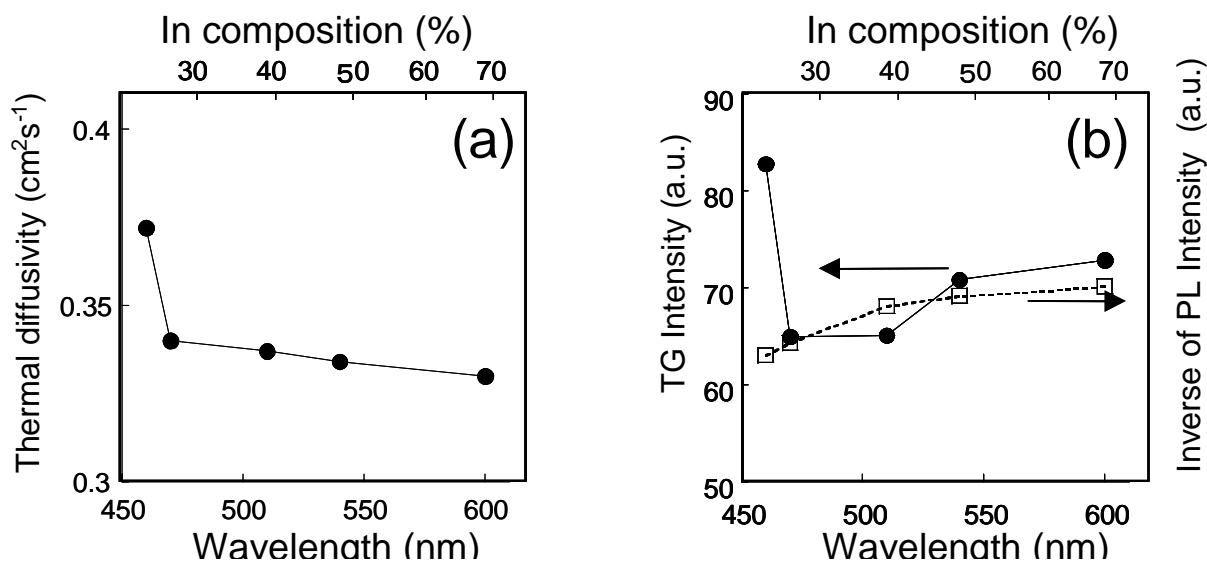 In composition (%)
30 40 50 60 70
Thermal diffusivity (cm²s⁻¹)
0.4
0.35
0.3
(a)
450 500 550 600
Wavelength (nm)
In composition (%)
30 40 50 60 70
TG Intensity (a.u.)
90
80
70
60
50
(b)
Inverse of PL Intensity (a.u.)
450 500 550 600
Wavelength (nm)